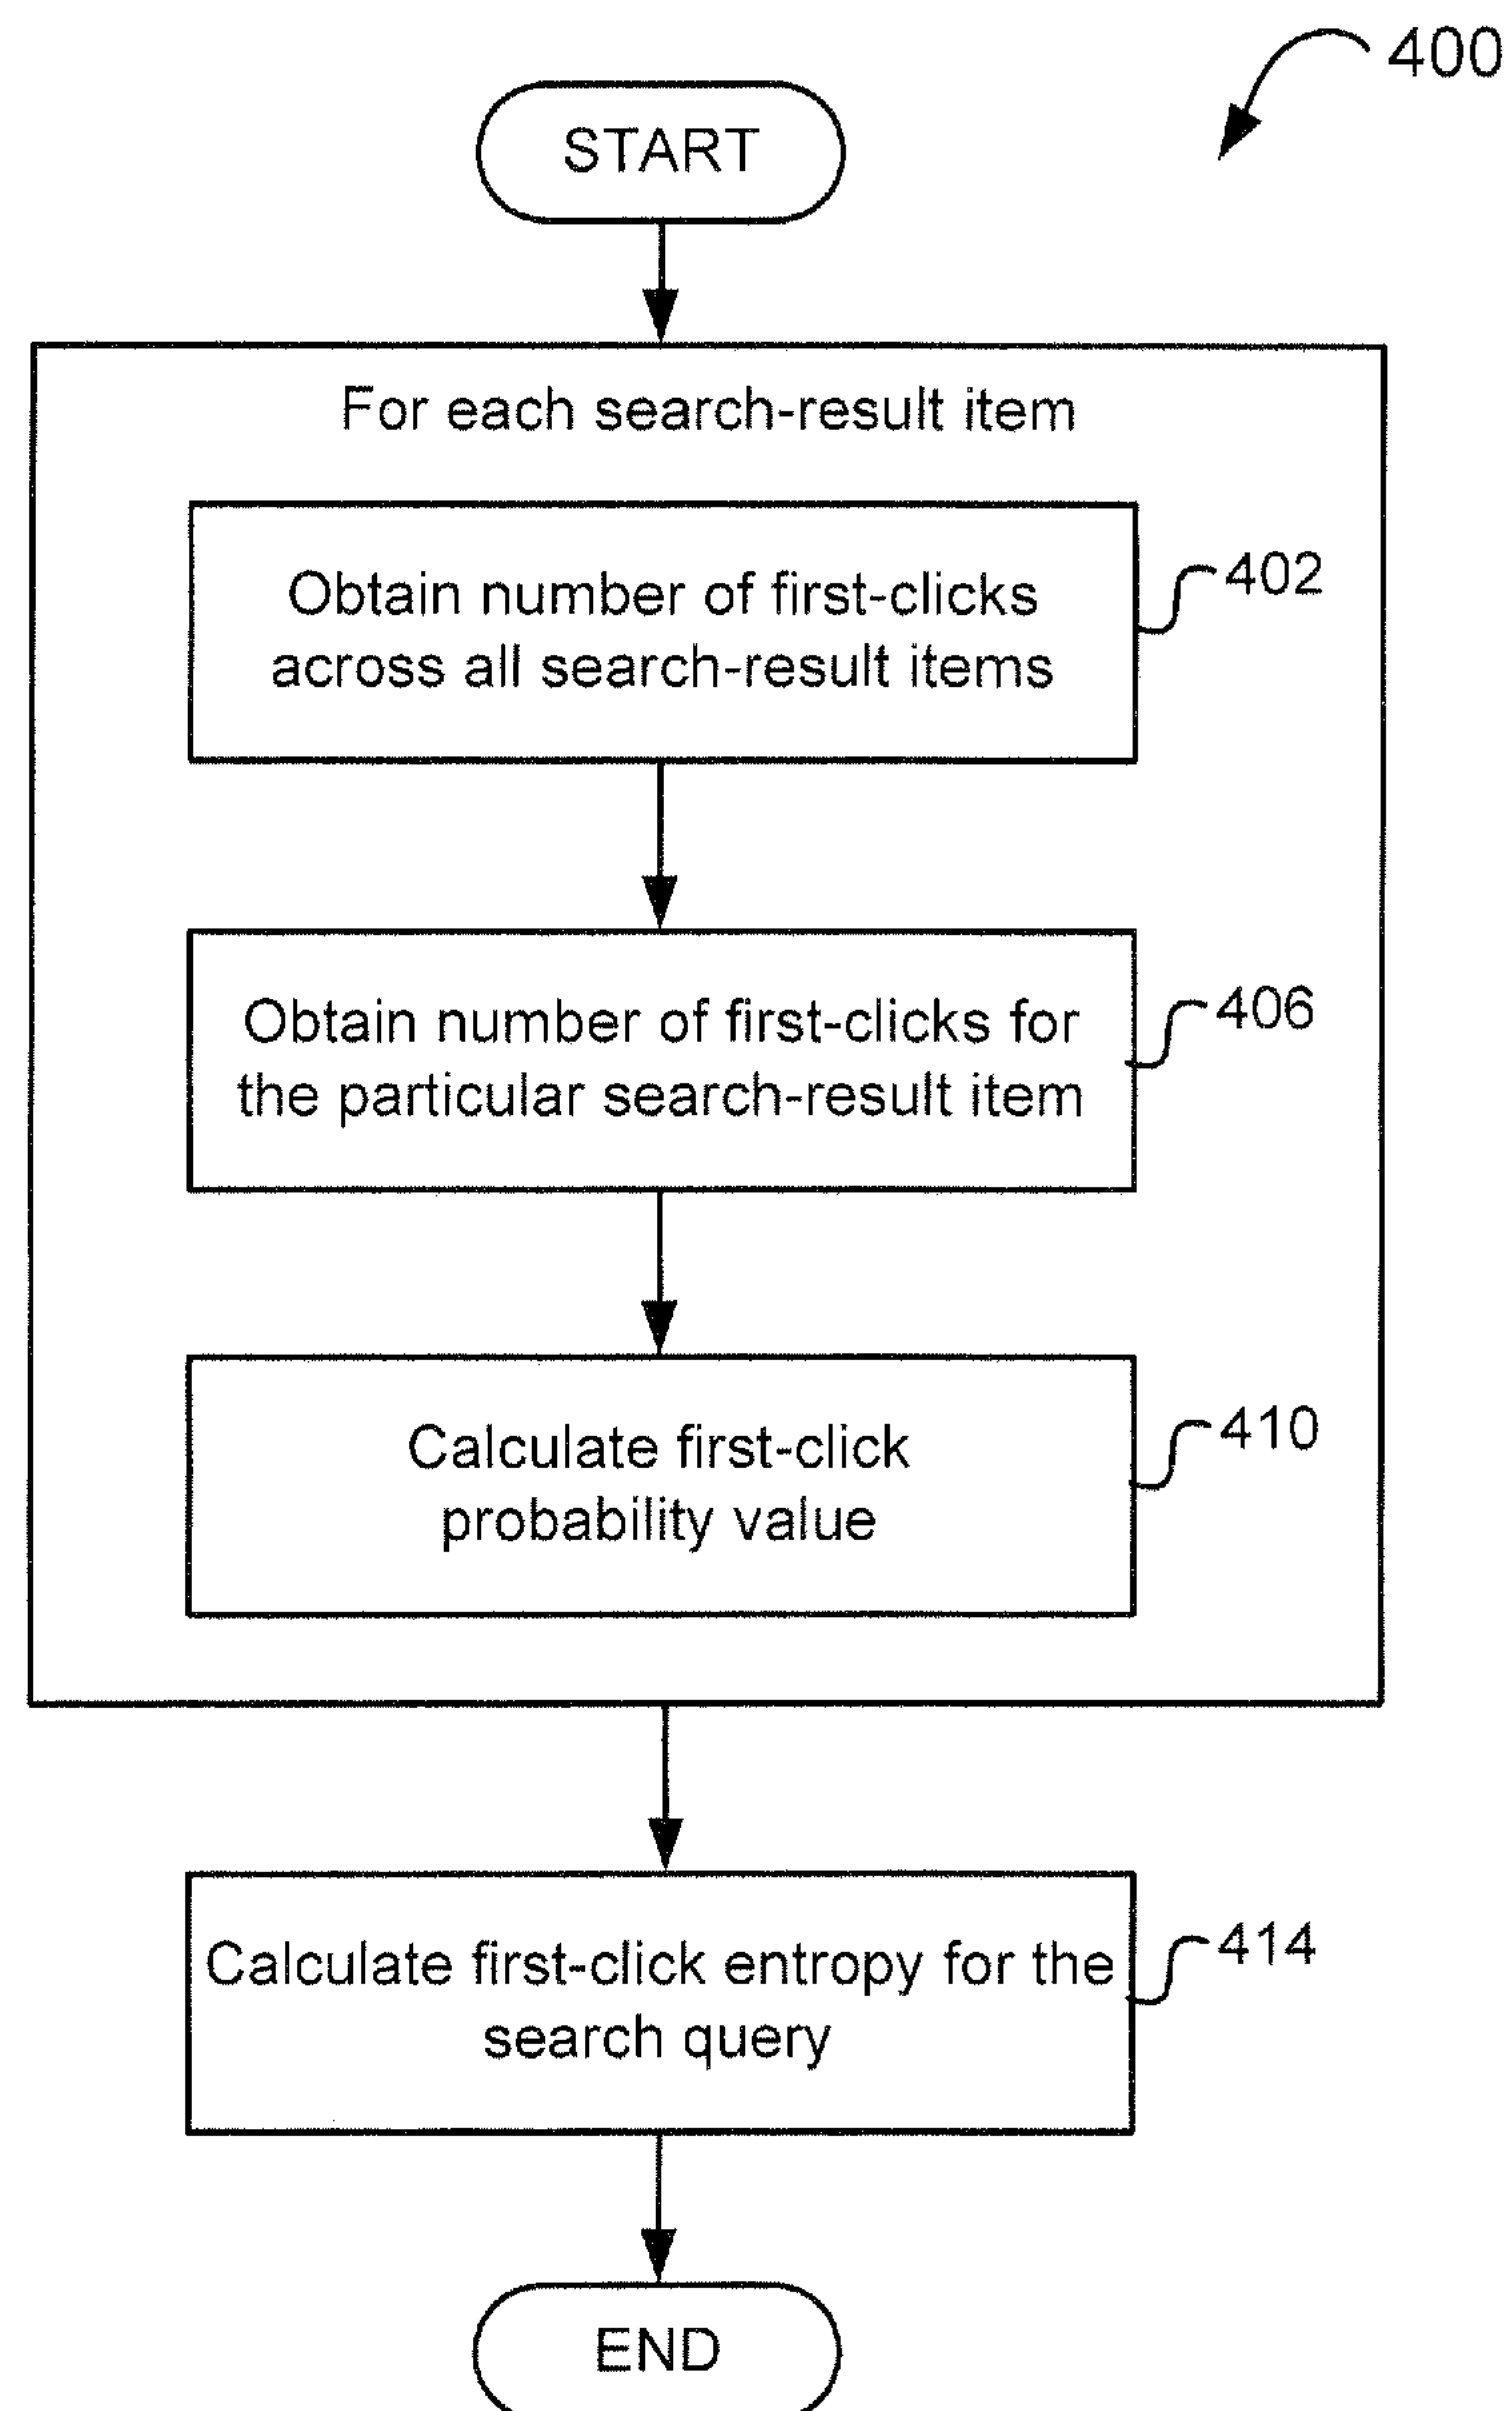 400
START
For each search-result item
Obtain number of first-clicks
across all search-result items
402
Obtain number of first-clicks for
the particular search-result item
406
Calculate first-click
probability value
410
Calculate first-click entropy for the
search query
414
END